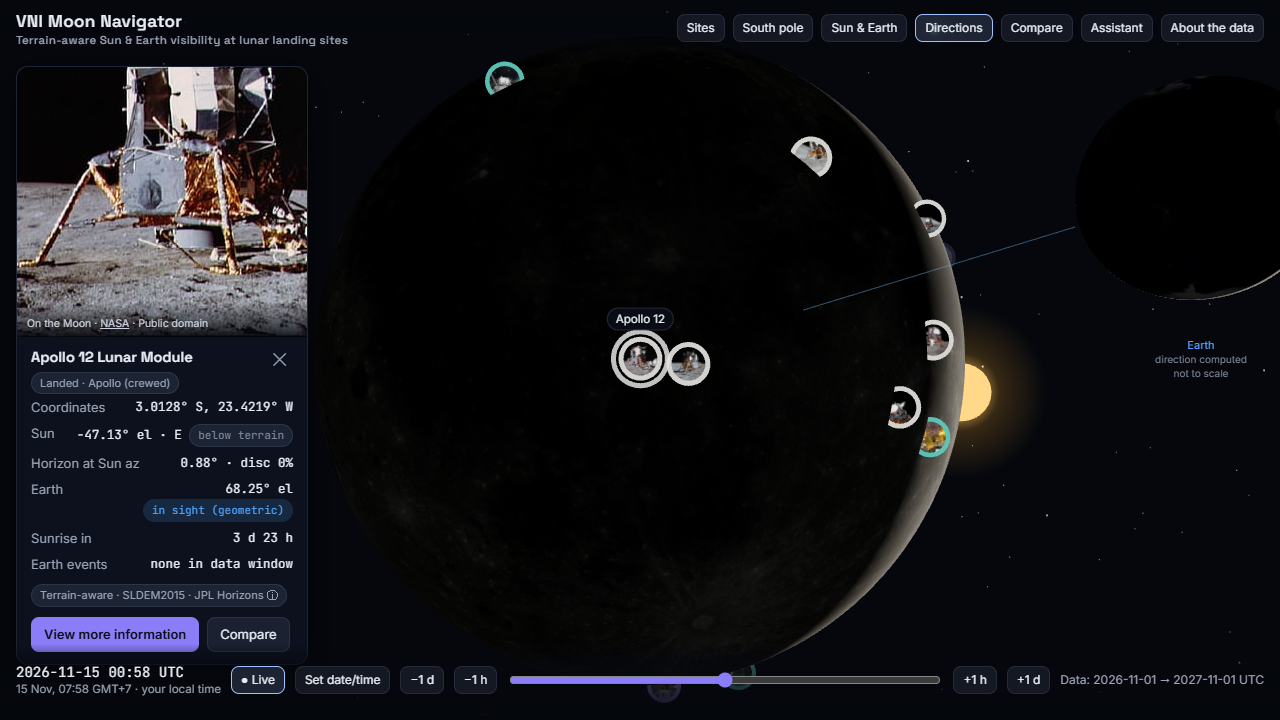 VNI Moon Navigator
Terrain-aware Sun & Earth visibility at lunar landing sites
Sites
South pole
Sun & Earth
Directions
Compare
Assistant
About the data
On the Moon · NASA · Public domain
Apollo 12 Lunar Module
Landed · Apollo (crewed)
Coordinates 3.0128° S, 23.4219° W
Sun -47.13° el · E below terrain
Horizon at Sun az 0.88° · disc 0%
Earth 68.25° el
in sight (geometric)
Sunrise in 3 d 23 h
Earth events none in data window
Terrain-aware · SLDEM2015 · JPL Horizons ⓘ
View more information
Compare
Apollo 12
Earth
direction computed
not to scale
2026-11-15 00:58 UTC
15 Nov, 07:58 GMT+7 · your local time
● Live
Set date/time
−1 d
−1 h
+1 h
+1 d
Data: 2026-11-01 → 2027-11-01 UTC